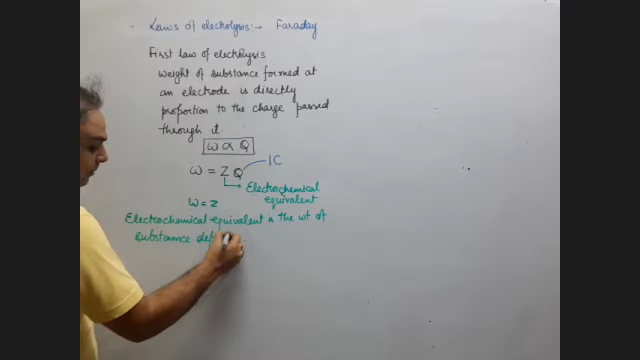 Laws of electrolysis:- Faraday
First law of electrolysis
weight of substance formed at
an electrode is directly
proportion to the charge passed
through it.
W ∝ Q
W = Z Q 1C
Electrochemical
equivalent
W = Z
Electrochemical equivalent is the wt of
substance dep